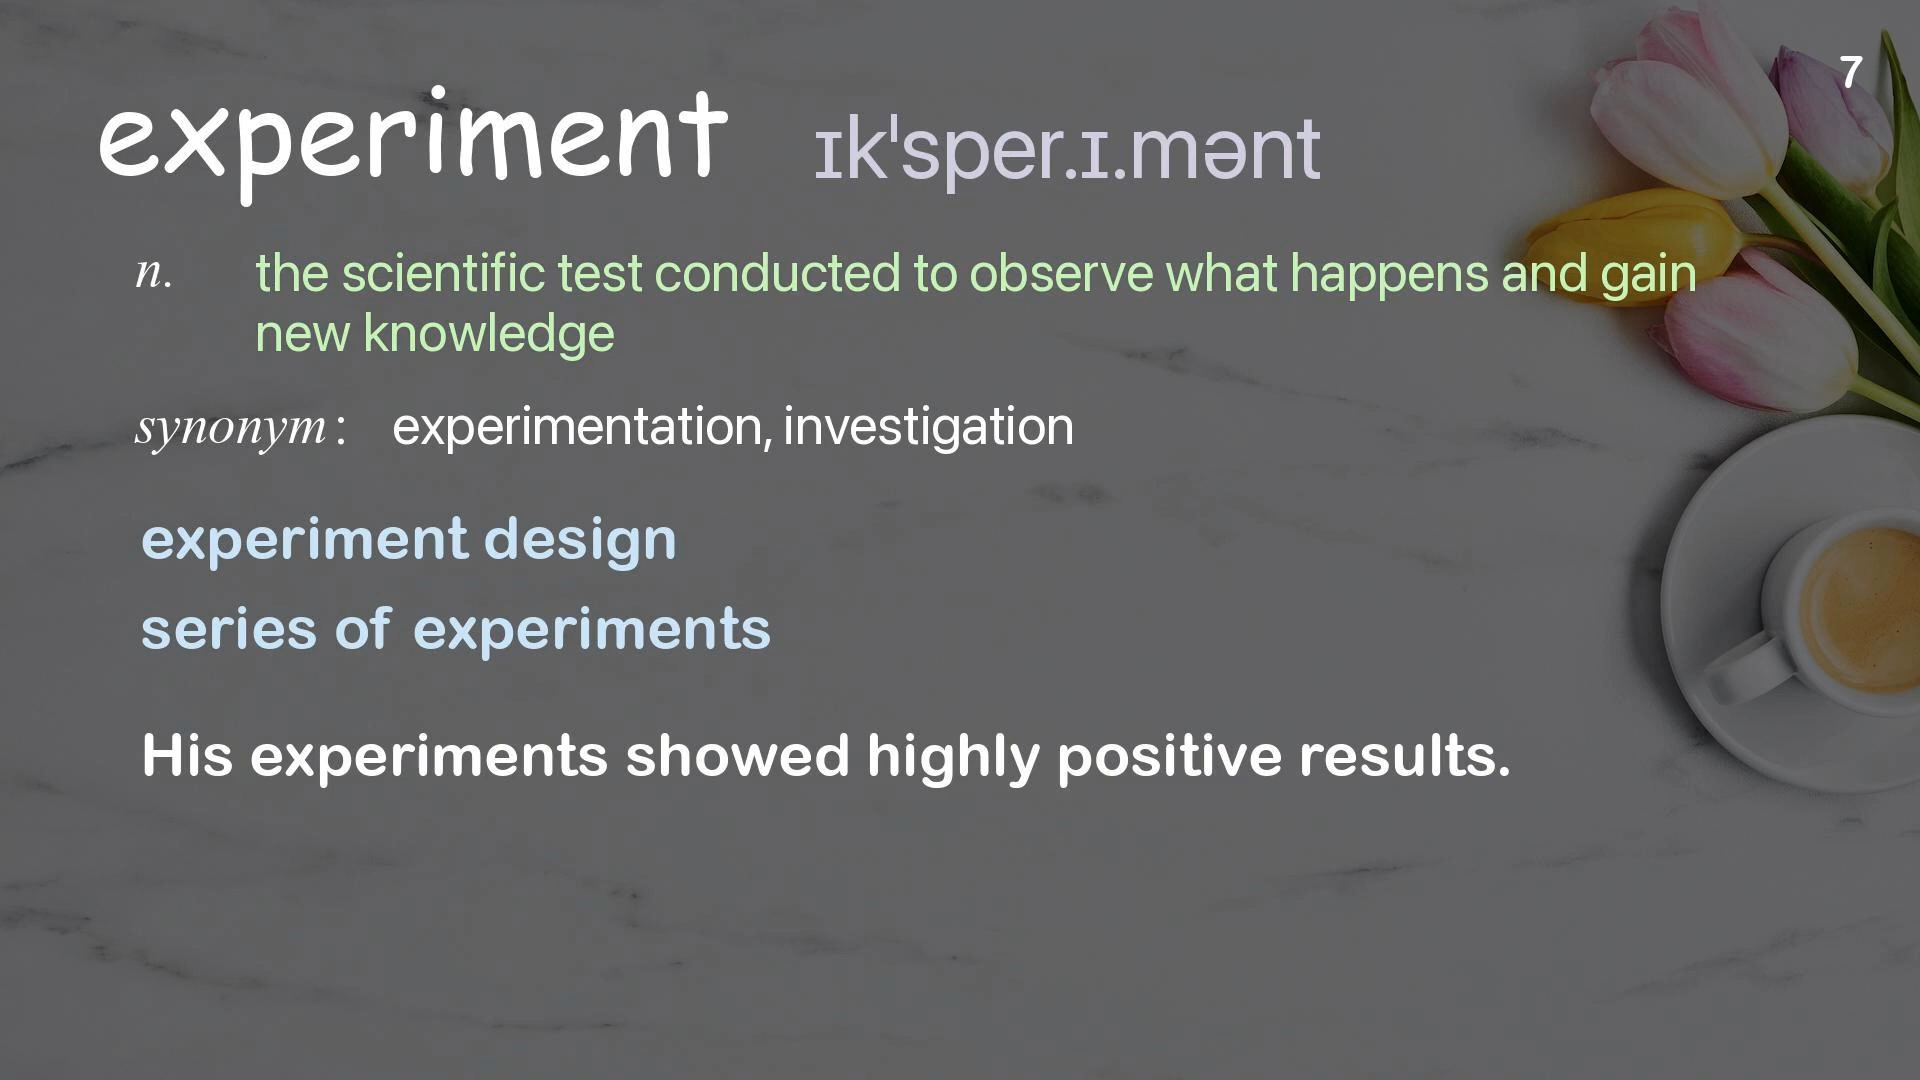 7
experiment ɪkˈsper.ɪ.mənt
n. the scientific test conducted to observe what happens and gain
new knowledge
synonym: experimentation, investigation
experiment design
series of experiments
His experiments showed highly positive results.